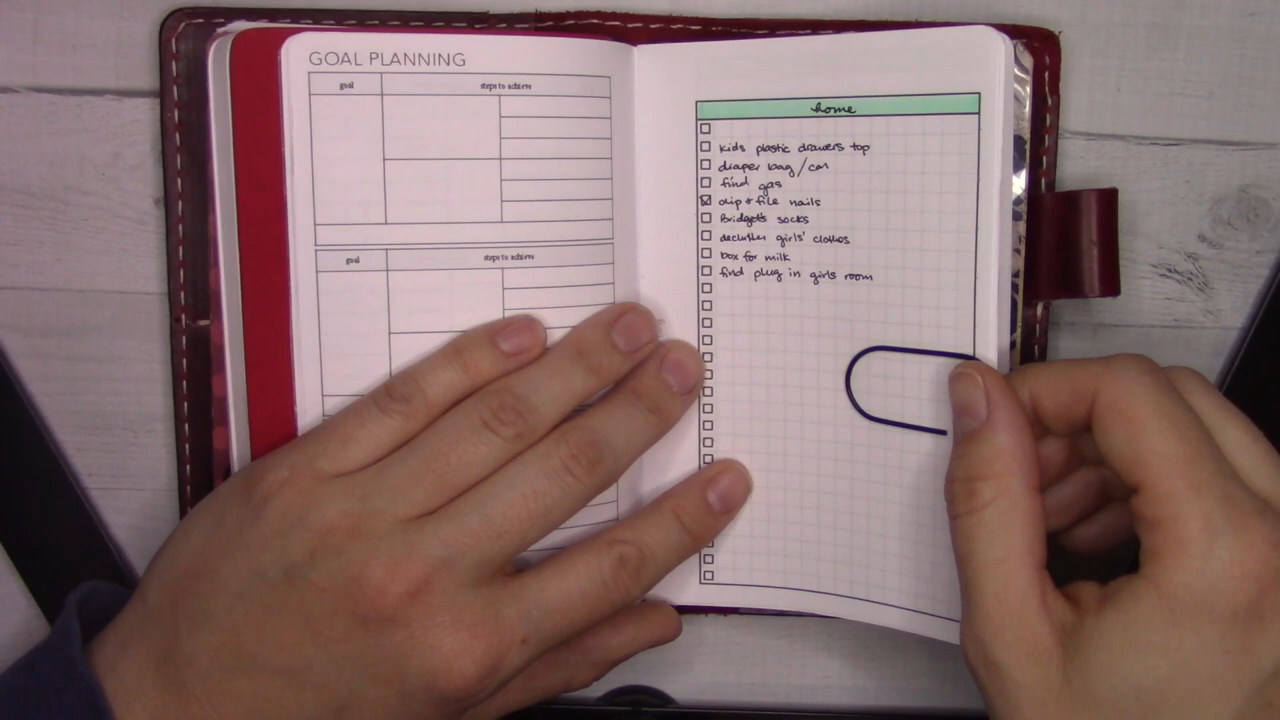 GOAL PLANNING
goal steps to achieve
goal steps to achieve
home
kids plastic drawers top
diaper bag / car
find gas
clip + file nails
Bridget's socks
declutter girls' clothes
box for milk
find plug in girls room